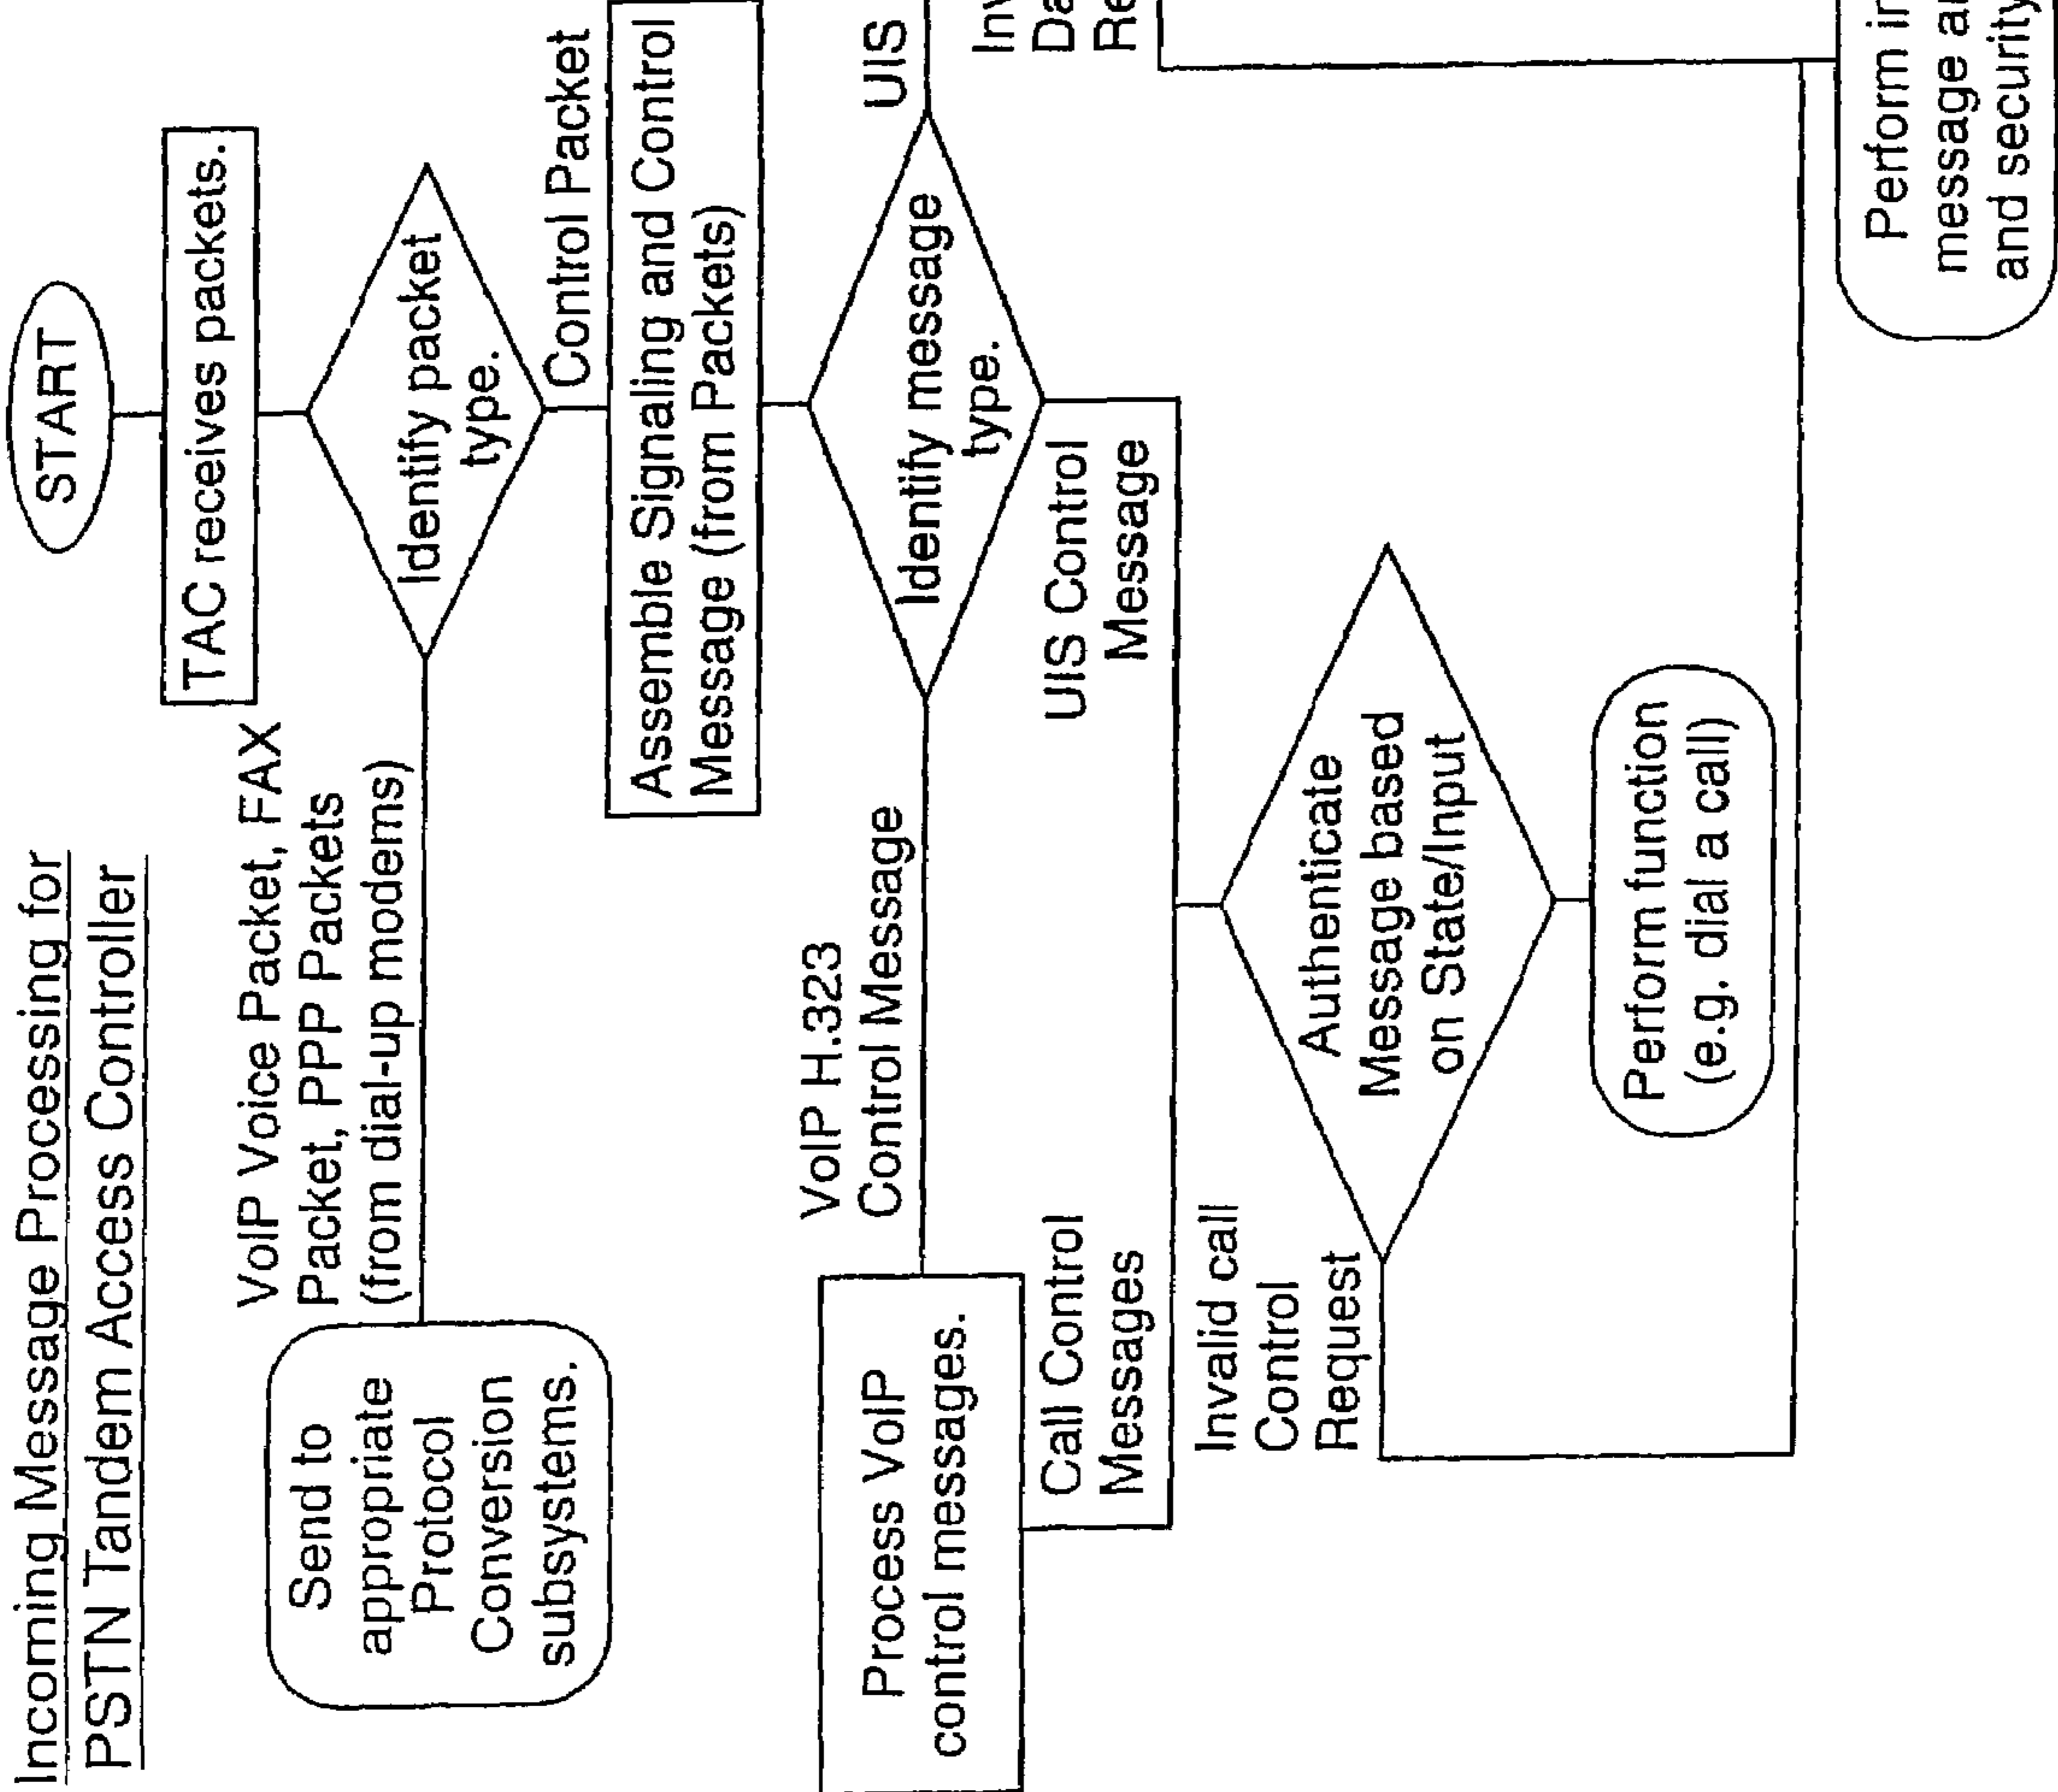 Incoming Message Processing for
PSTN Tandem Access Controller
START
TAC receives packets.
Identify packet
type.
VoIP Voice Packet, FAX
Packet, PPP Packets
(from dial-up modems)
Send to
appropriate
Protocol
Conversion
subsystems.
Control Packet
Assemble Signaling and Control
Message (from Packets)
Identify message
type.
UIS
VoIP H.323
Control Message
Process VoIP
control messages.
UIS Control
Message
Call Control
Messages
Authenticate
Message based
on State/Input
Invalid call
Control
Request
Perform function
(e.g. dial a call)
Perform
message
and security